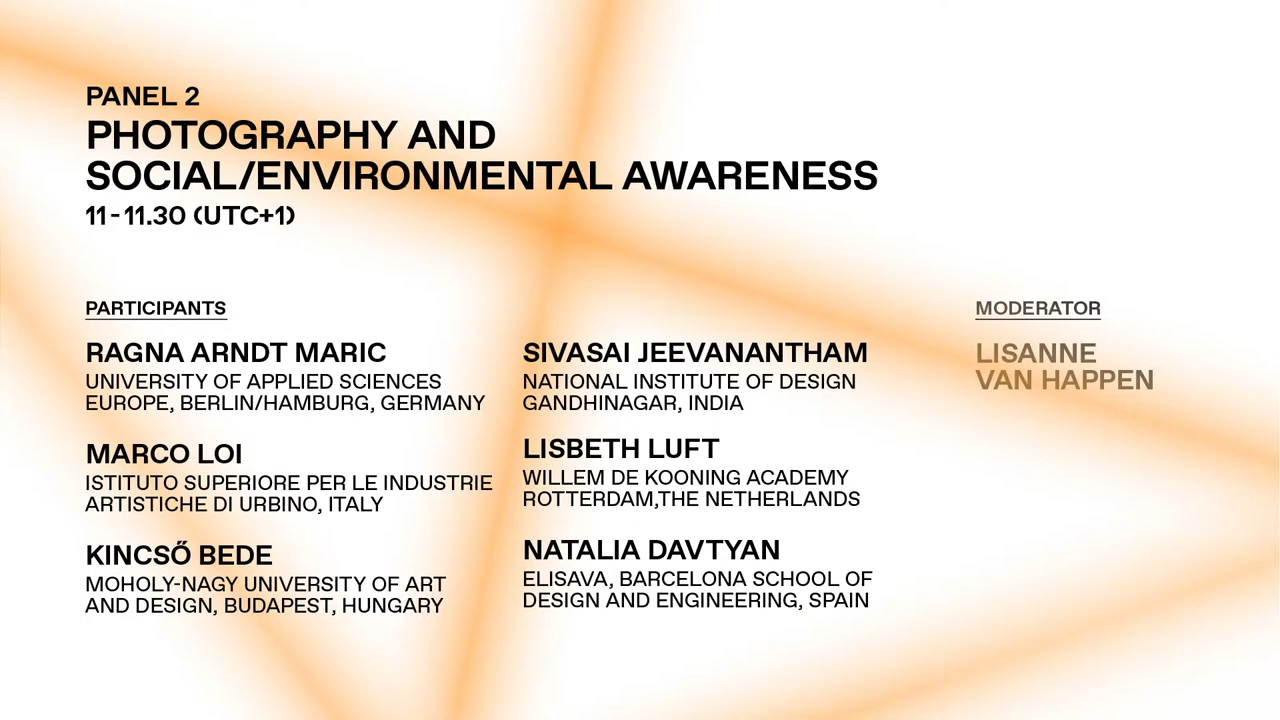 PANEL 2
PHOTOGRAPHY AND
SOCIAL/ENVIRONMENTAL AWARENESS
11-11.30 (UTC+1)
PARTICIPANTS
RAGNA ARNDT MARIC
UNIVERSITY OF APPLIED SCIENCES
EUROPE, BERLIN/HAMBURG, GERMANY
MARCO LOI
ISTITUTO SUPERIORE PER LE INDUSTRIE
ARTISTICHE DI URBINO, ITALY
KINCSŐ BEDE
MOHOLY-NAGY UNIVERSITY OF ART
AND DESIGN, BUDAPEST, HUNGARY
SIVASAI JEEVANANTHAM
NATIONAL INSTITUTE OF DESIGN
GANDHINAGAR, INDIA
LISBETH LUFT
WILLEM DE KOONING ACADEMY
ROTTERDAM,THE NETHERLANDS
NATALIA DAVTYAN
ELISAVA, BARCELONA SCHOOL OF
DESIGN AND ENGINEERING, SPAIN
MODERATOR
LISANNE
VAN HAPPEN